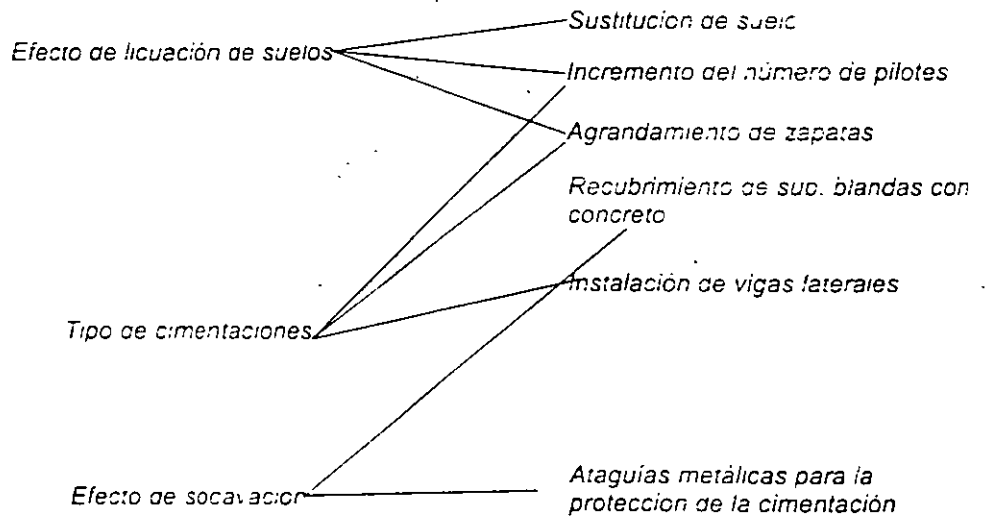 Sustitucion de suelo
Efecto de licuación de suelos
Incremento del número de pilotes
Agrandamiento de zapatas
Recubrimiento de sup. blandas con
concreto
Instalación de vigas laterales
Tipo de cimentaciones
Efecto de socavacion
Ataguías metálicas para la
proteccion de la cimentación